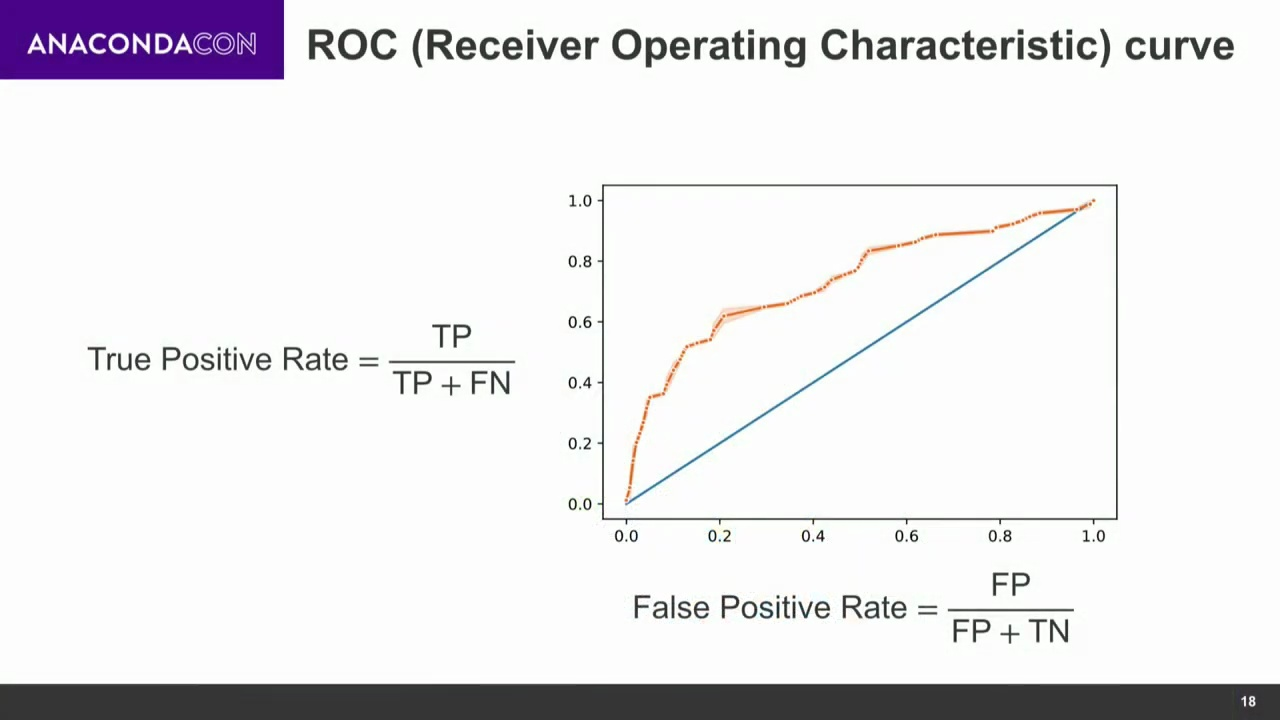 ANACONDACON
ROC (Receiver Operating Characteristic) curve
True Positive Rate = TP / TP + FN
1.0
0.8
0.6
0.4
0.2
0.0
0.0 0.2 0.4 0.6 0.8 1.0
False Positive Rate = FP / FP + TN
18